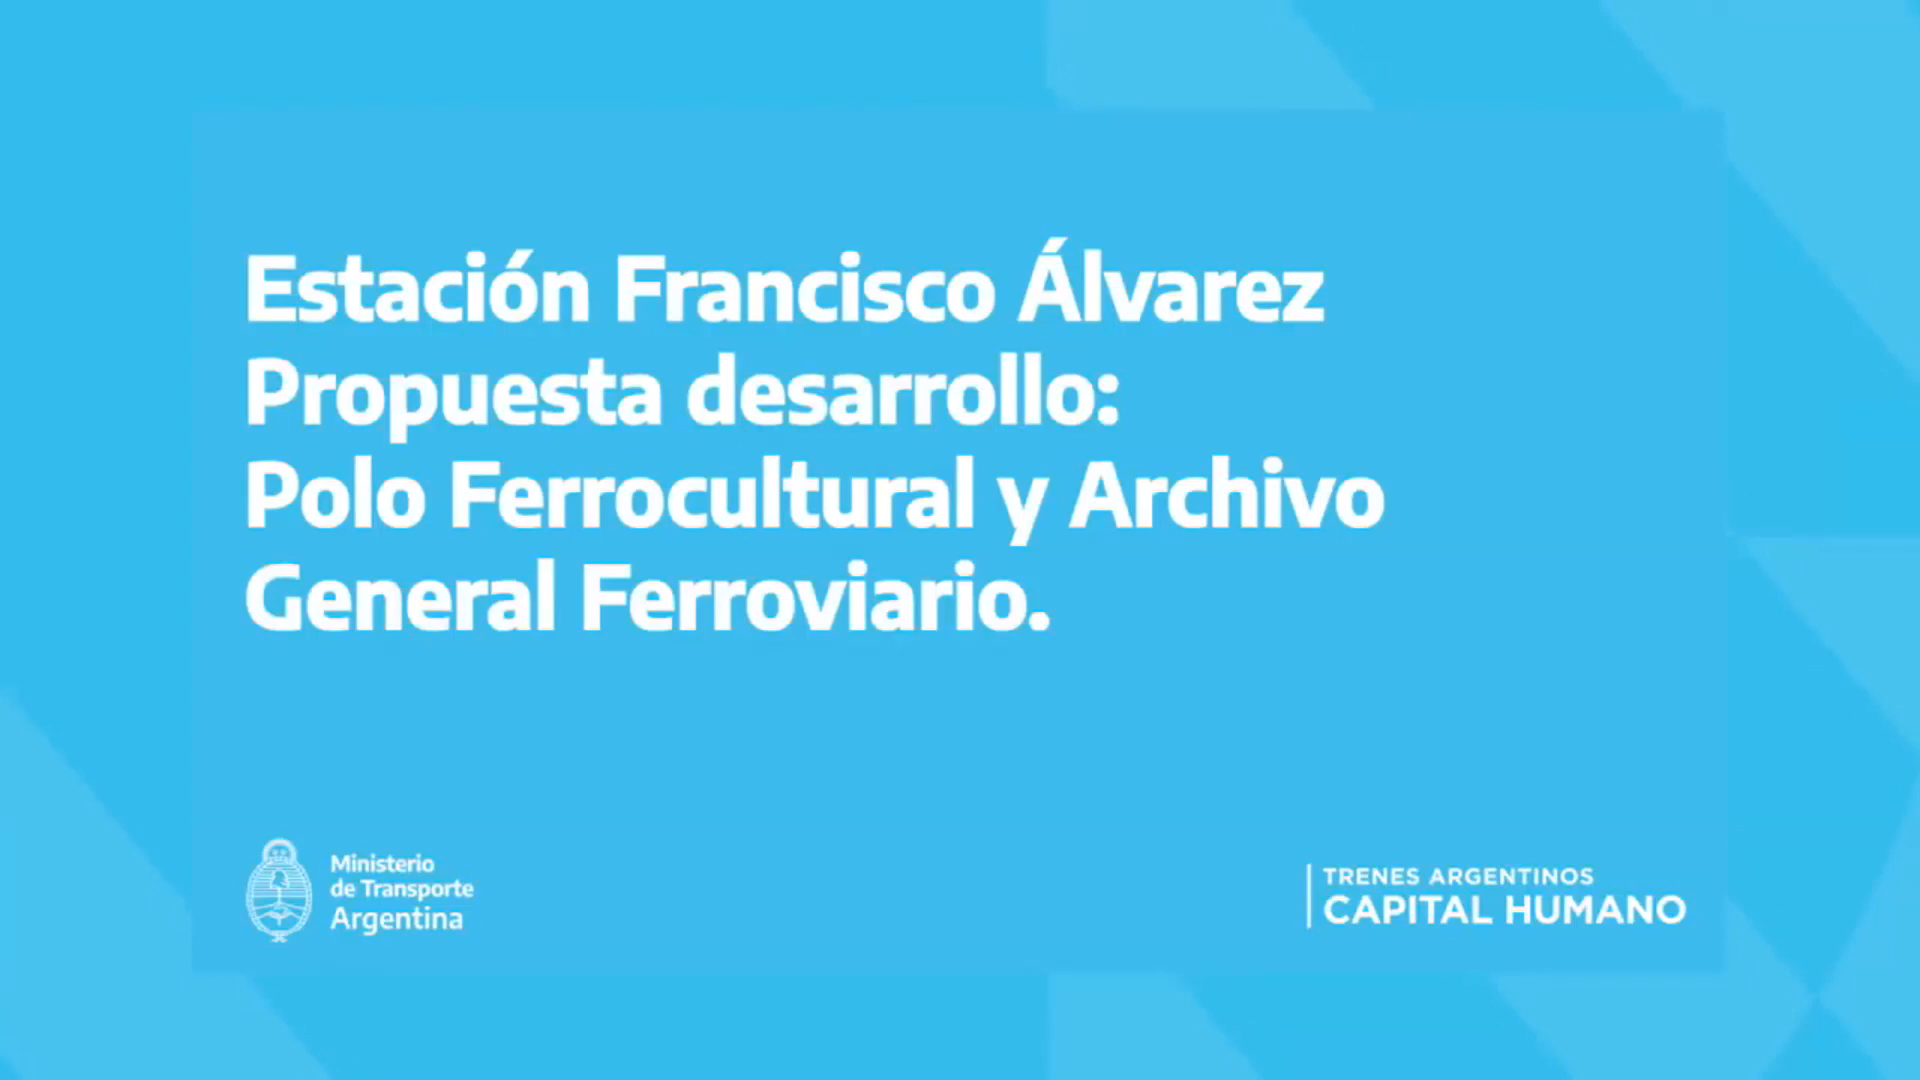 Estación Francisco Álvarez
Propuesta desarrollo:
Polo Ferrocultural y Archivo
General Ferroviario.
Ministerio
de Transporte
Argentina
TRENES ARGENTINOS
CAPITAL HUMANO